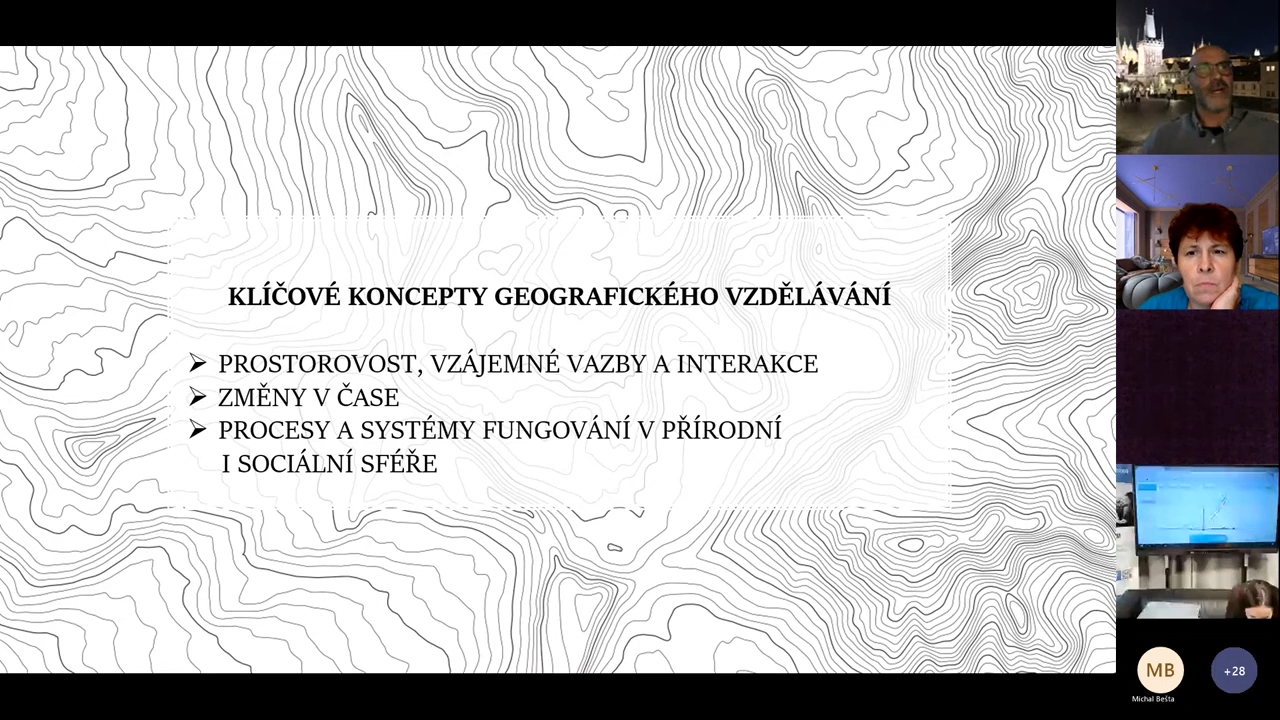 KLÍČOVÉ KONCEPTY GEOGRAFICKÉHO VZDĚLÁVÁNÍ
➢ PROSTOROVOST, VZÁJEMNÉ VAZBY A INTERAKCE
➢ ZMĚNY V ČASE
➢ PROCESY A SYSTÉMY FUNGOVÁNÍ V PŘÍRODNÍ
I SOCIÁLNÍ SFÉŘE
MB
+28
Michal Bešta